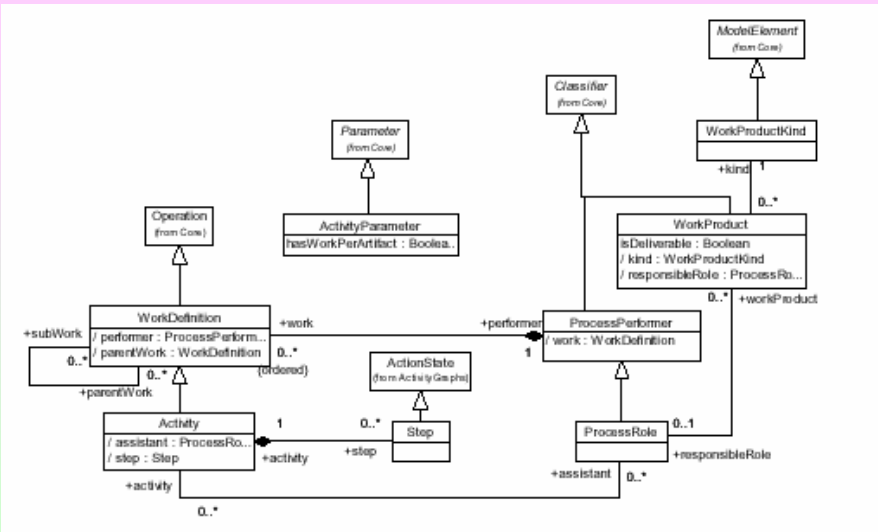 ModelElement
(from Core)
Classifier
(from Core)
WorkProductKind
+kind 1
0..*
Parameter
(from Core)
ActivityParameter
hasWorkPerArtifact : Boolea..
WorkProduct
isDeliverable : Boolean
/ kind : WorkProductKind
/ responsibleRole : ProcessRo...
0..* +workProduct
Operation
(from Core)
WorkDefinition
/ performer : ProcessPerform...
/ parentWork : WorkDefinition
+subWork
0..*
0..*
+parentWork
+work
0..*
{ordered}
+performer
1
ProcessPerformer
/ work : WorkDefinition
ActionState
(from Activity Graphs)
Activity
/ assistant : ProcessRo...
/ step : Step
1
+activity
0..*
+step
Step
ProcessRole
0..1
+responsibleRole
+assistant
0..*
+activity
0..*